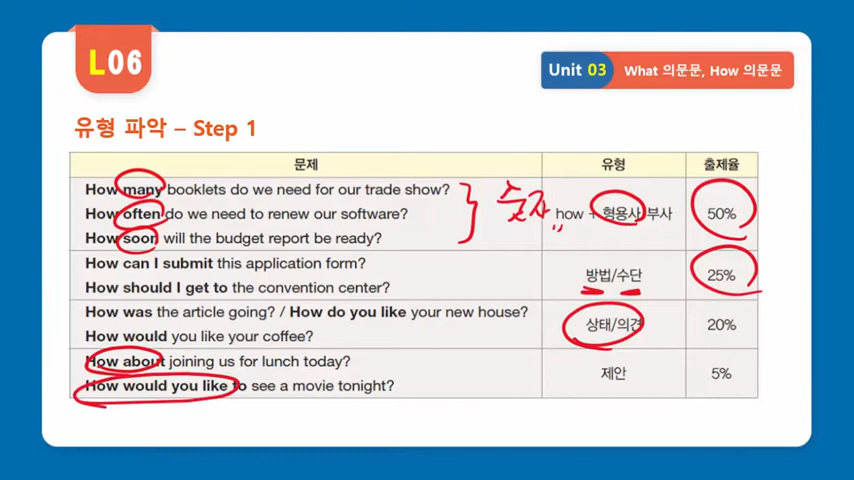 L06
Unit 03 What 의문문, How 의문문
유형 파악 – Step 1
문제 유형 출제율
How many booklets do we need for our trade show?
How often do we need to renew our software?
How soon will the budget report be ready?
숫자
how + 형용사/부사
50%
How can I submit this application form?
How should I get to the convention center?
방법/수단
25%
How was the article going? / How do you like your new house?
How would you like your coffee?
상태/의견
20%
How about joining us for lunch today?
How would you like to see a movie tonight?
제안
5%